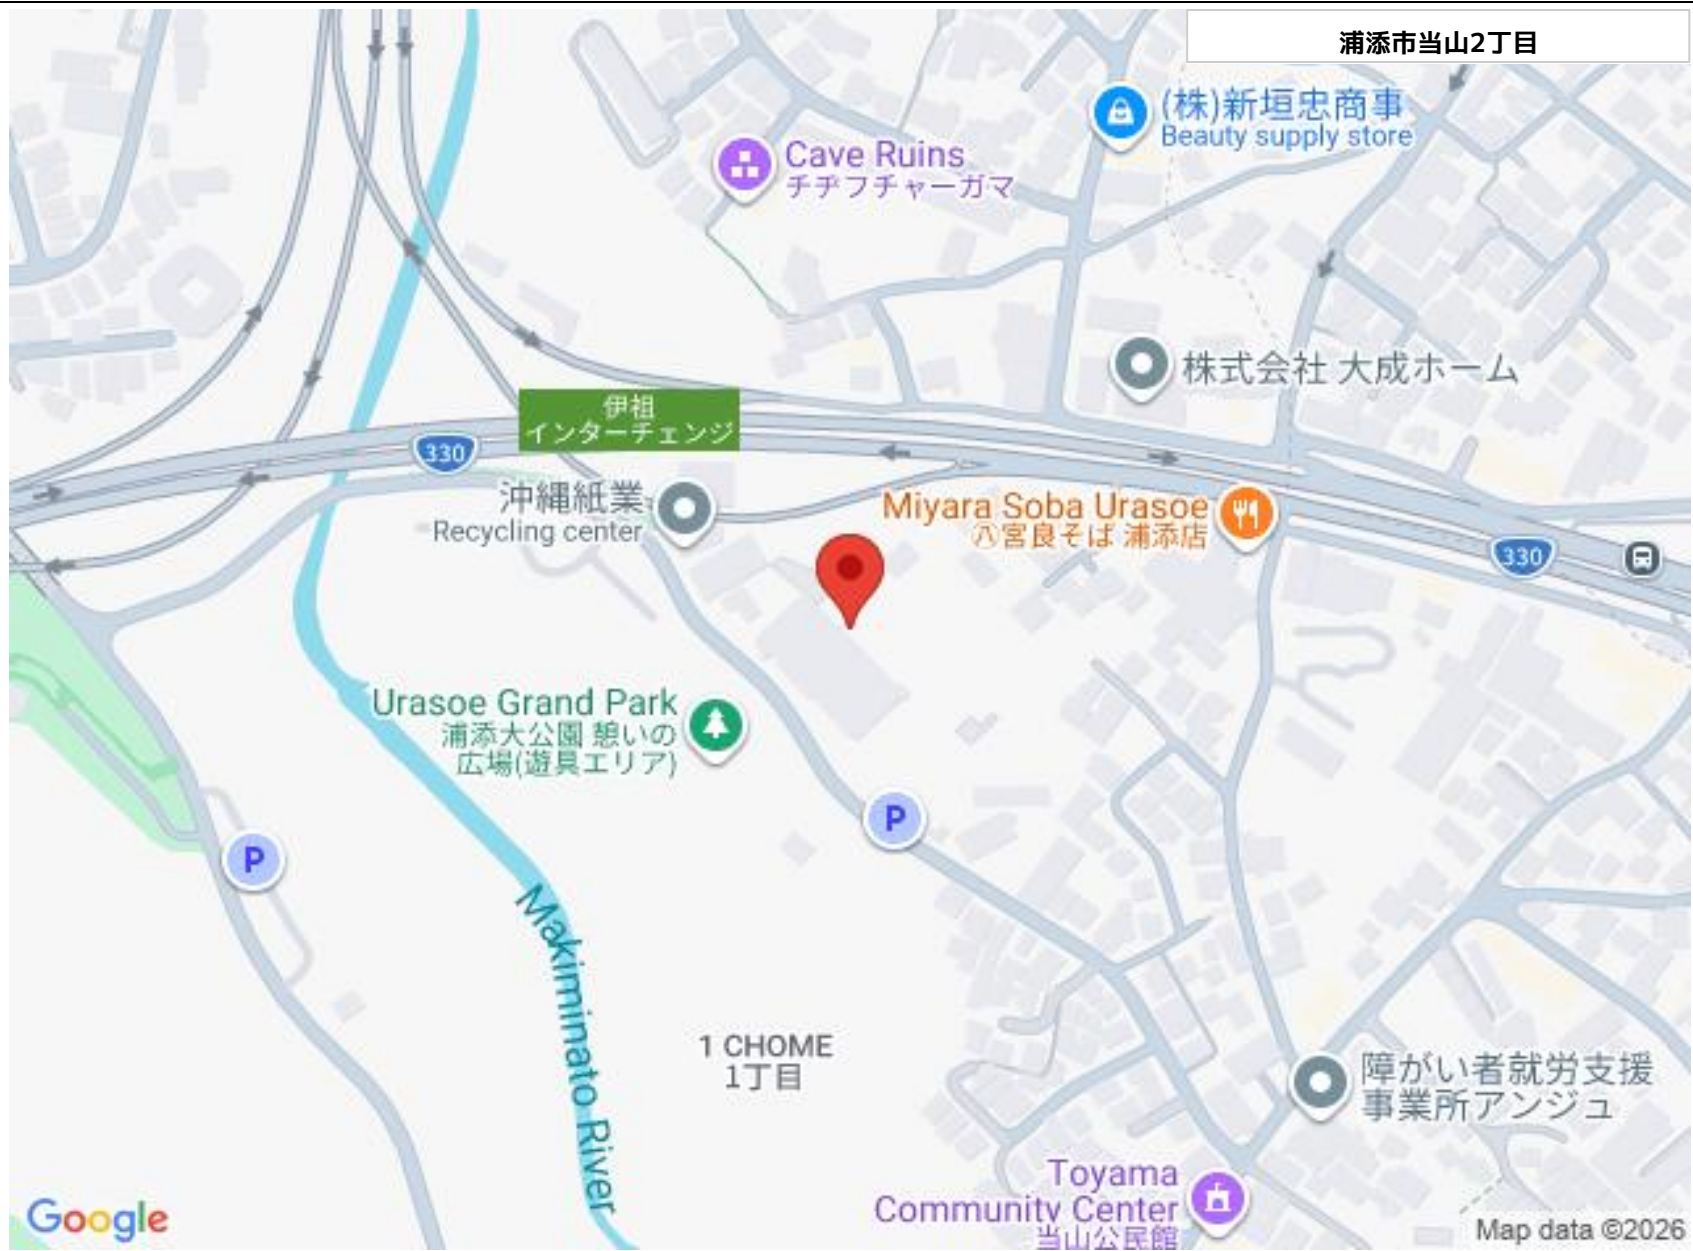 浦添市当山2丁目
(株)新垣忠商事
Beauty supply store
Cave Ruins
チヂフチャーガマ
株式会社 大成ホーム
伊祖
インターチェンジ
330
沖縄紙業
Recycling center
Miyara Soba Urasoe
八宮良そば 浦添店
330
Urasoe Grand Park
浦添大公園 憩いの
広場(遊具エリア)
P
P
Makiminato River
1 CHOME
1丁目
障がい者就労支援
事業所アンジュ
Toyama
Community Center
当山公民館
Google
Map data ©2026